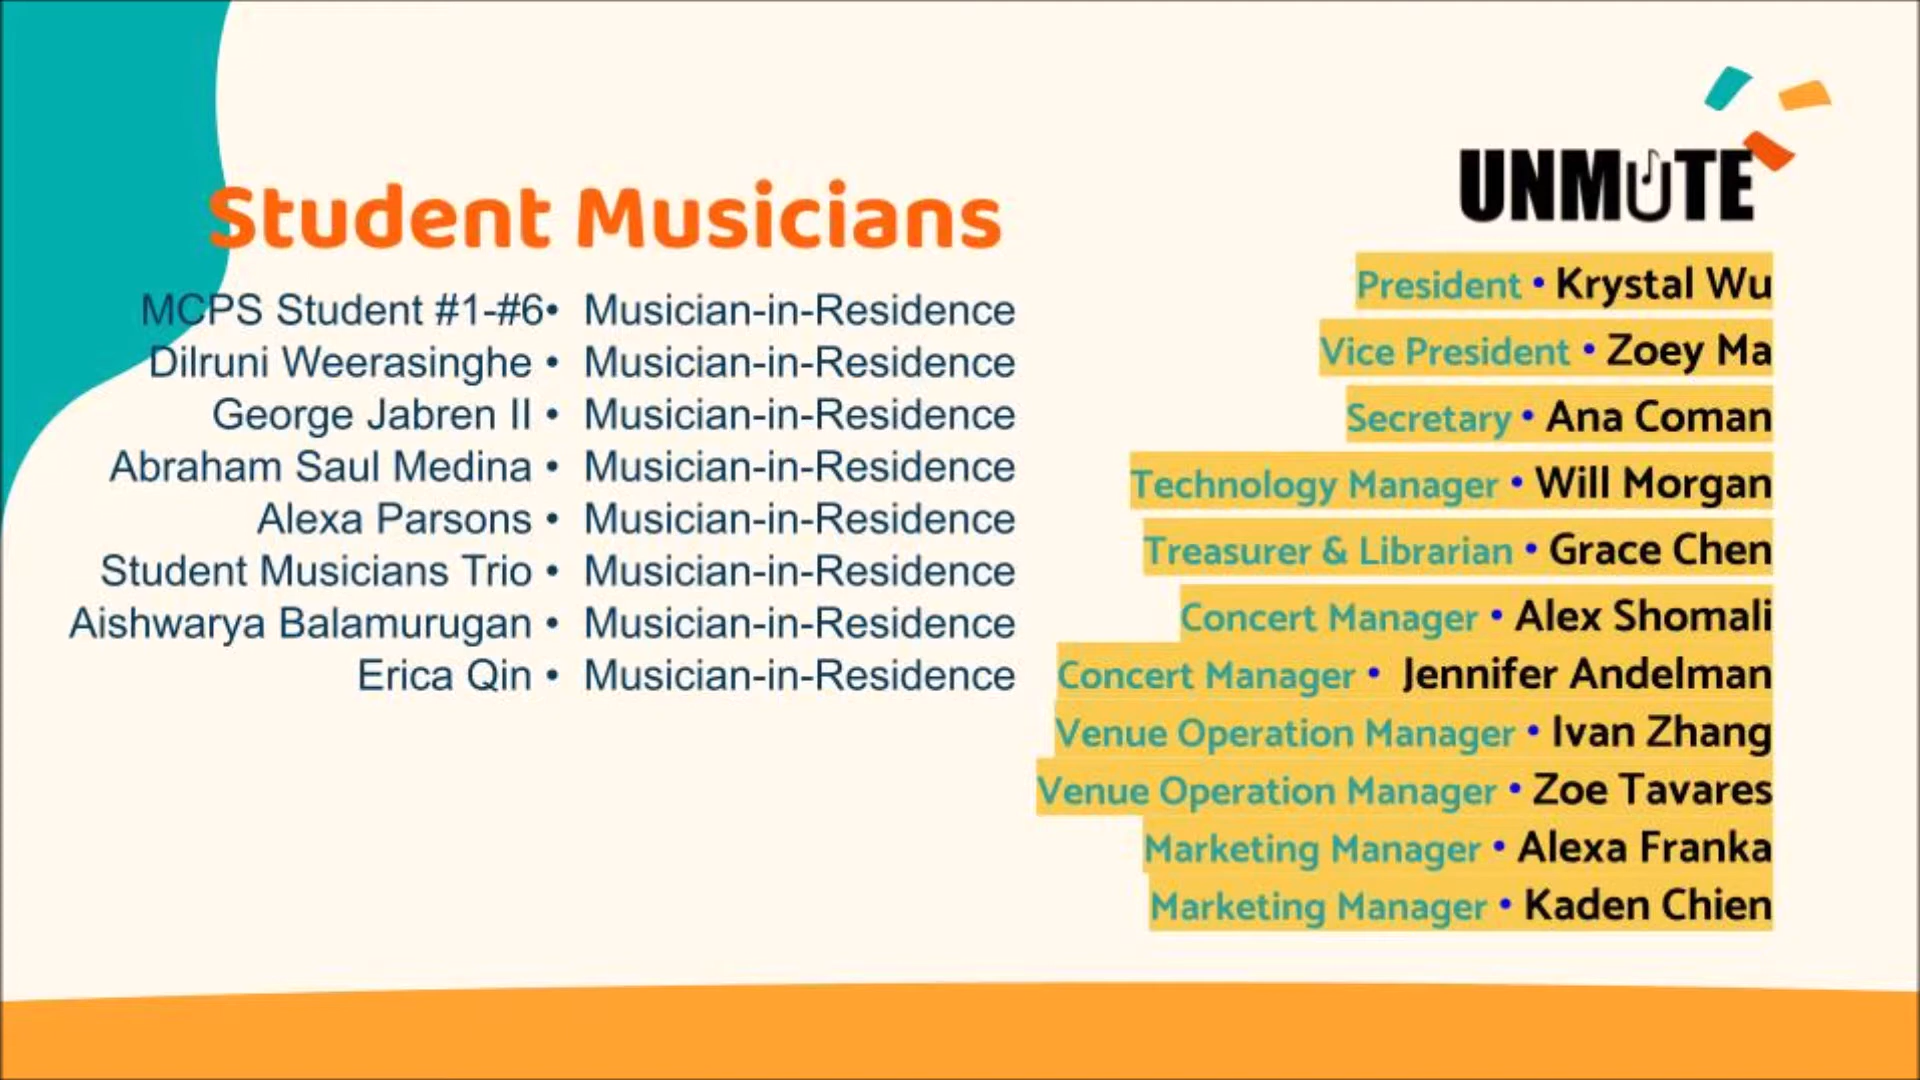 Student Musicians
MCPS Student #1-#6• Musician-in-Residence
Dilruni Weerasinghe • Musician-in-Residence
George Jabren II • Musician-in-Residence
Abraham Saul Medina • Musician-in-Residence
Alexa Parsons • Musician-in-Residence
Student Musicians Trio • Musician-in-Residence
Aishwarya Balamurugan • Musician-in-Residence
Erica Qin • Musician-in-Residence
UNMUTE
President • Krystal Wu
Vice President • Zoey Ma
Secretary • Ana Coman
Technology Manager • Will Morgan
Treasurer & Librarian • Grace Chen
Concert Manager • Alex Shomali
Concert Manager • Jennifer Andelman
Venue Operation Manager • Ivan Zhang
Venue Operation Manager • Zoe Tavares
Marketing Manager • Alexa Franka
Marketing Manager • Kaden Chien